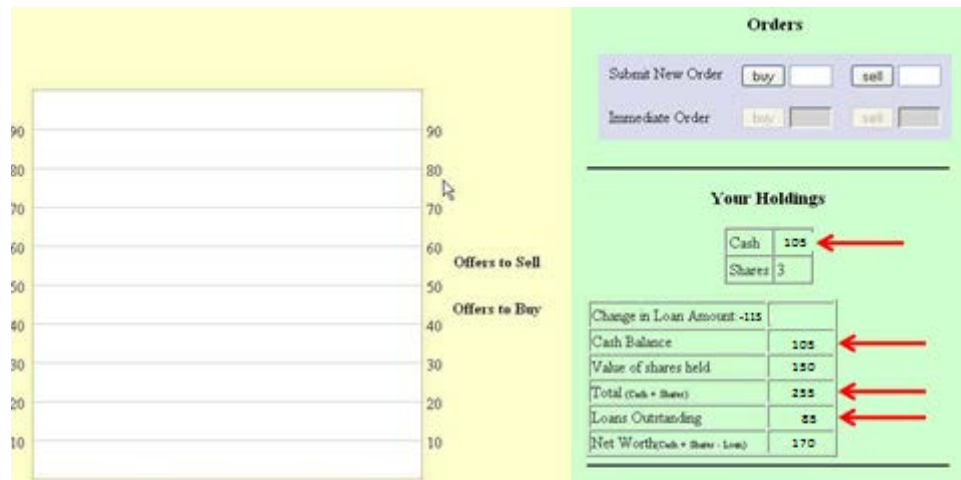 Orders
Submit New Order buy sell
Immediate Order buy sell
90 90
80 80
70 70
60 60
Offers to Sell
50 50
Offers to Buy
40 40
30 30
20 20
10 10
Your Holdings
Cash 105
Shares 3
Change in Loan Amount -115
Cash Balance 105
Value of shares held 150
Total (Cash + Shares) 255
Loans Outstanding 85
Net Worth(Cash + Shares - Loan) 170